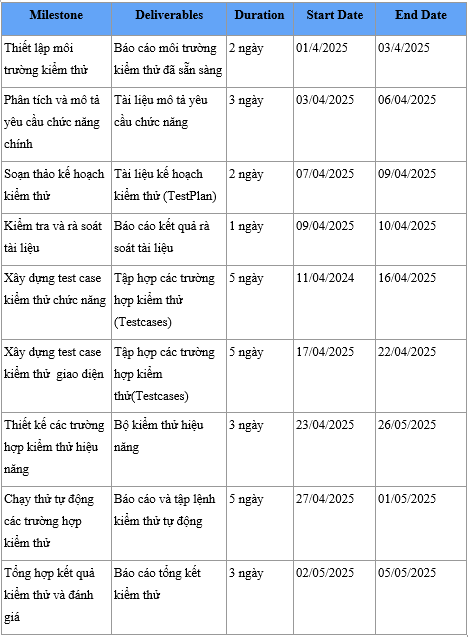 Milestone Deliverables Duration Start Date End Date
Thiết lập môi Báo cáo môi trường 2 ngày 01/4/2025 03/4/2025
trường kiểm thử kiểm thử đã sẵn sàng
Phân tích và mô tả Tài liệu mô tả yêu 3 ngày 03/04/2025 06/04/2025
yêu cầu chức năng cầu chức năng
chính
Soạn thảo kế hoạch Tài liệu kế hoạch 2 ngày 07/04/2025 09/04/2025
kiểm thử kiểm thử (TestPlan)
Kiểm tra và rà soát Báo cáo kết quả rà 1 ngày 09/04/2025 10/04/2025
tài liệu soát tài liệu
Xây dựng test case Tập hợp các trường 5 ngày 11/04/2024 16/04/2025
kiểm thử chức năng hợp kiểm thử
(Testcases)
Xây dựng test case Tập hợp các trường 5 ngày 17/04/2025 22/04/2025
kiểm thử giao diện hợp kiểm
thử(Testcases)
Thiết kế các trường Bộ kiểm thử hiệu 3 ngày 23/04/2025 26/05/2025
hợp kiểm thử hiệu năng
năng
Chạy thử tự động Báo cáo và tập lệnh 5 ngày 27/04/2025 01/05/2025
các trường hợp kiểm thử tự động
kiểm thử
Tổng hợp kết quả Báo cáo tổng kết 3 ngày 02/05/2025 05/05/2025
kiểm thử và đánh kiểm thử
giá